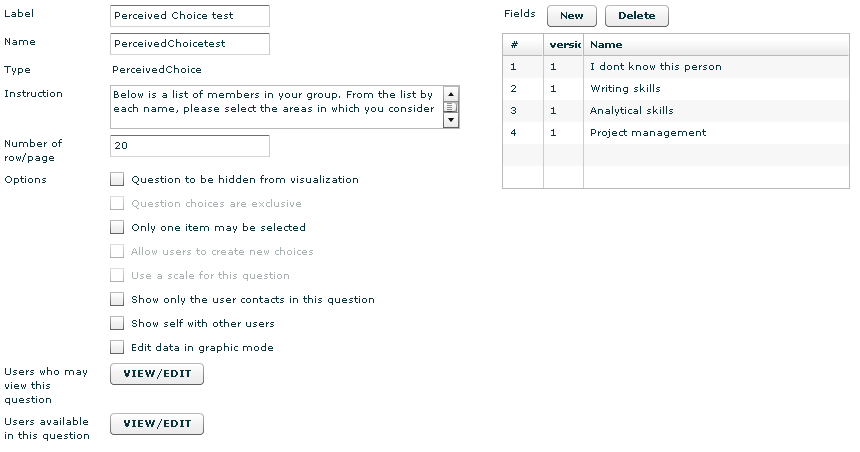 Label
Perceived Choice test
Name
PerceivedChoicetest
Type
PerceivedChoice
Instruction
Below is a list of members in your group. From the list by
each name, please select the areas in which you consider
Number of
row/page
20
Options
Question to be hidden from visualization
Question choices are exclusive
Only one item may be selected
Allow users to create new choices
Use a scale for this question
Show only the user contacts in this question
Show self with other users
Edit data in graphic mode
Users who may
view this
question
VIEW/EDIT
Users available
in this question
VIEW/EDIT
Fields
New
Delete
# versic Name
1 1 I dont know this person
2 1 Writing skills
3 1 Analytical skills
4 1 Project management